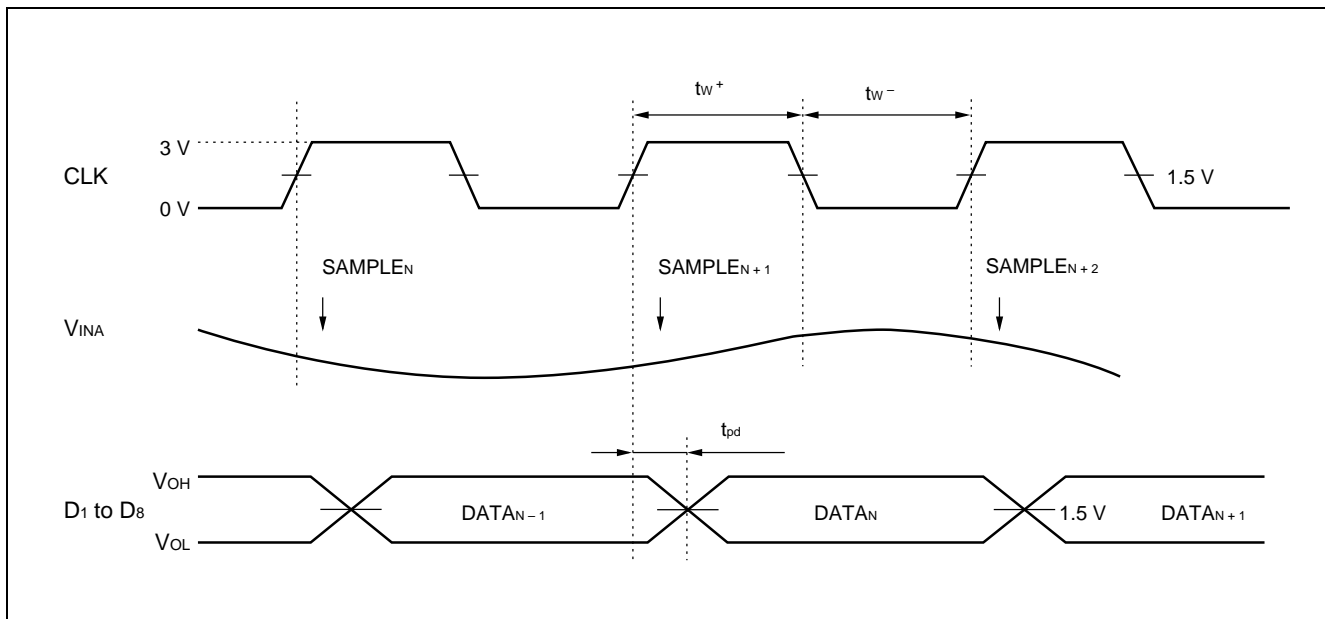 tW+ tW−
3 V
CLK
1.5 V
0 V
SAMPLEN SAMPLEN + 1 SAMPLEN + 2
VINA
tpd
VOH
D1 to D8 DATAN − 1 DATAN 1.5 V DATAN + 1
VOL